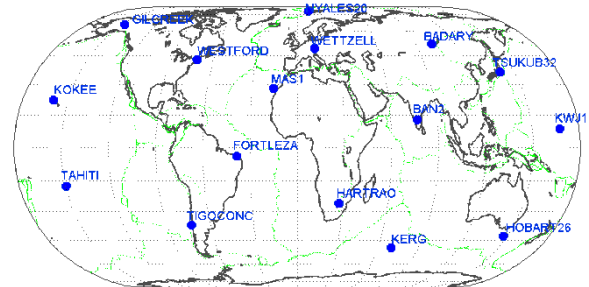 NYALES20
GILCREEK
WESTFORD
WETTZELL
BADARY
TSUKUB32
KOKEE
MAS1
BAN2
KWJ1
FORTLEZA
TAHITI
HARTRAO
TIGOCONC
KERG
HOBART26